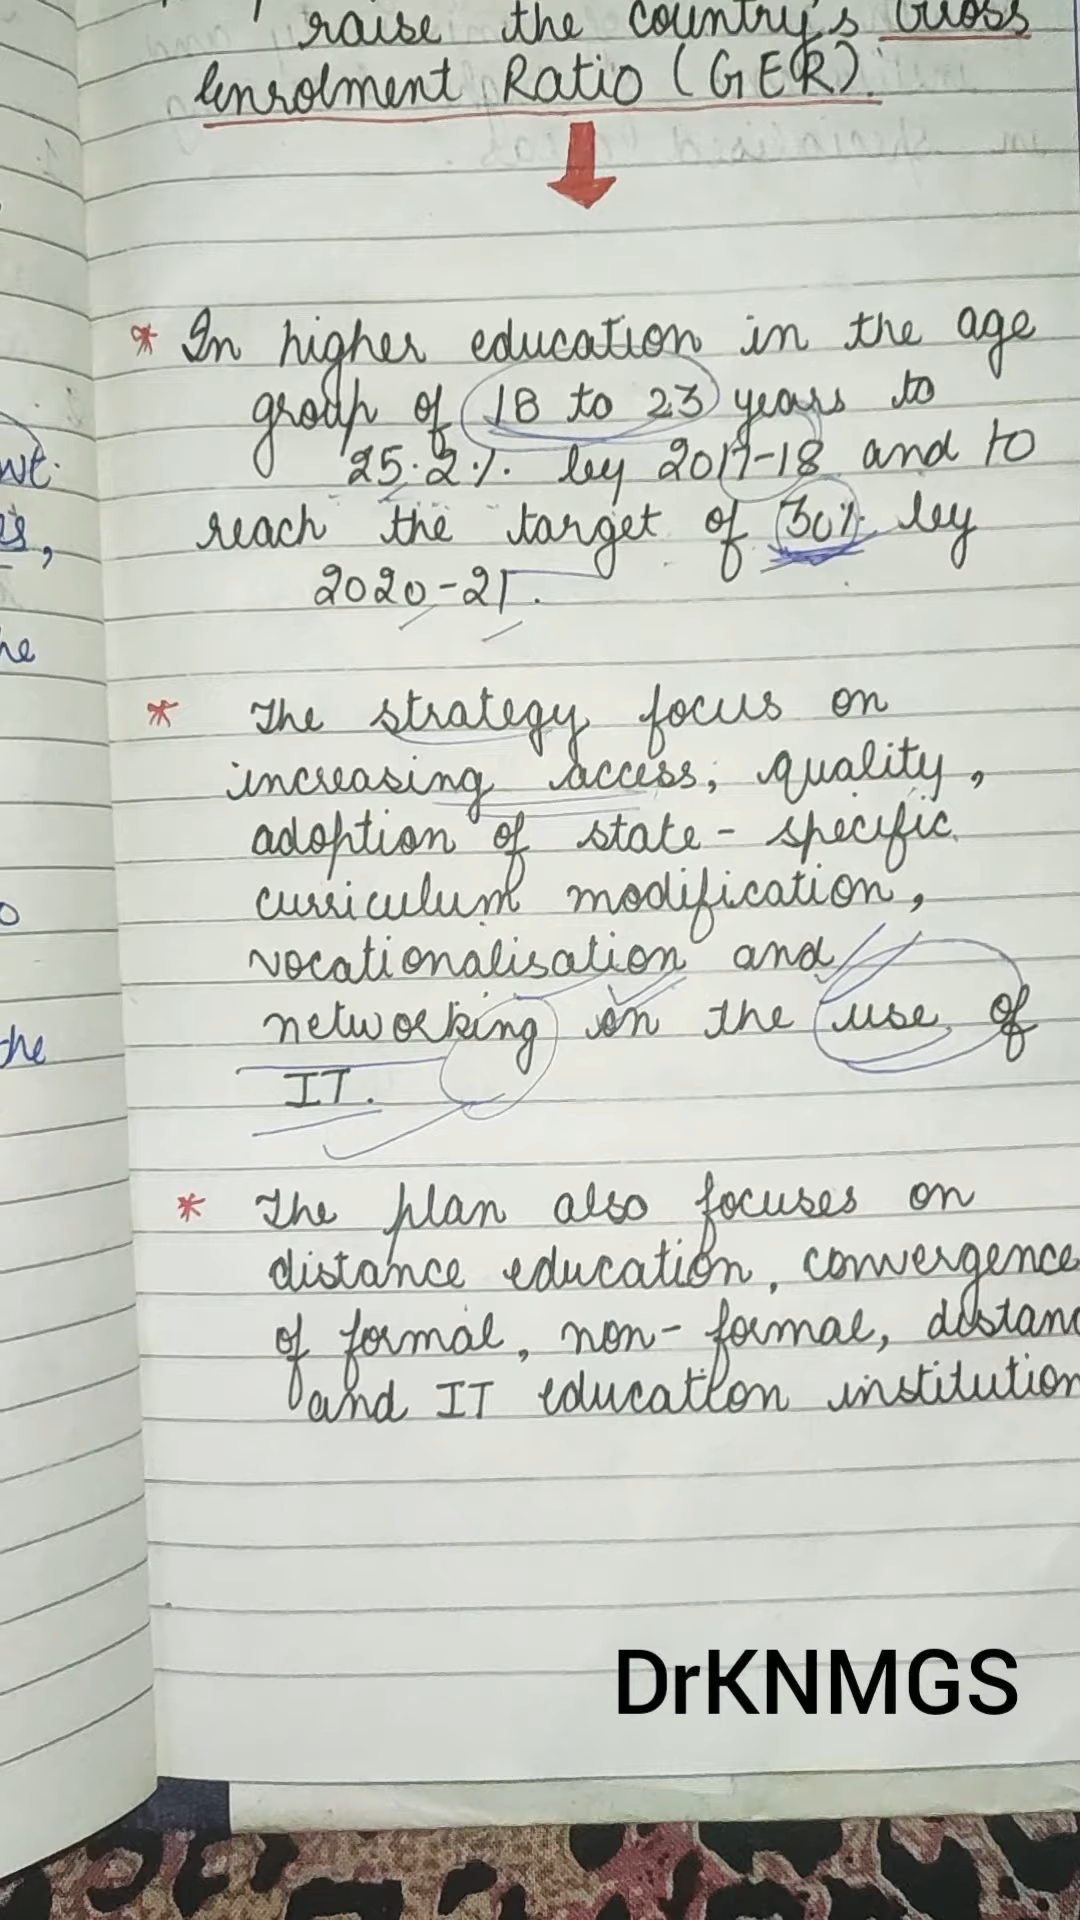 raise the country's Gross
Enrolment Ratio (GER).
* In higher education in the age
group of 18 to 23 years to
25.2%. by 2017-18 and to
reach the target of 30% by
2020-21.
* The strategy focus on
increasing access, quality,
adoption of state- specific
curriculum modification,
vocationalisation and
networking on the use of
IT.
* The plan also focuses on
distance education, convergence
of formal, non-formal, distanc
and IT education institution
he
the
DrKNMGS